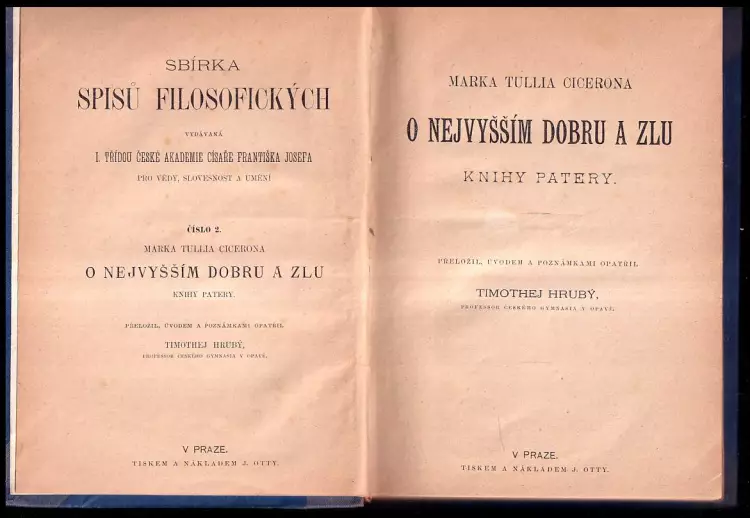 SBÍRKA
SPISŮ FILOSOFICKÝCH
VYDÁVANÁ
I. TŘÍDOU ČESKÉ AKADEMIE CÍSAŘE FRANTIŠKA JOSEFA
PRO VĚDY, SLOVESNOST A UMĚNÍ
ČÍSLO 2.
MARKA TULLIA CICERONA
O NEJVYŠŠÍM DOBRU A ZLU
KNIHY PATERY.
PŘELOŽIL, ÚVODEM A POZNÁMKAMI OPATŘIL
TIMOTHEJ HRUBÝ,
PROFESSOR ČESKÉHO GYMNASIA V OPAVĚ.
V PRAZE.
TISKEM A NÁKLADEM J. OTTY.
MARKA TULLIA CICERONA
O NEJVYŠŠÍM DOBRU A ZLU
KNIHY PATERY.
PŘELOŽIL, ÚVODEM A POZNÁMKAMI OPATŘIL
TIMOTHEJ HRUBÝ,
PROFESSOR ČESKÉHO GYMNASIA V OPAVĚ.
V PRAZE.
TISKEM A NÁKLADEM J. OTTY.